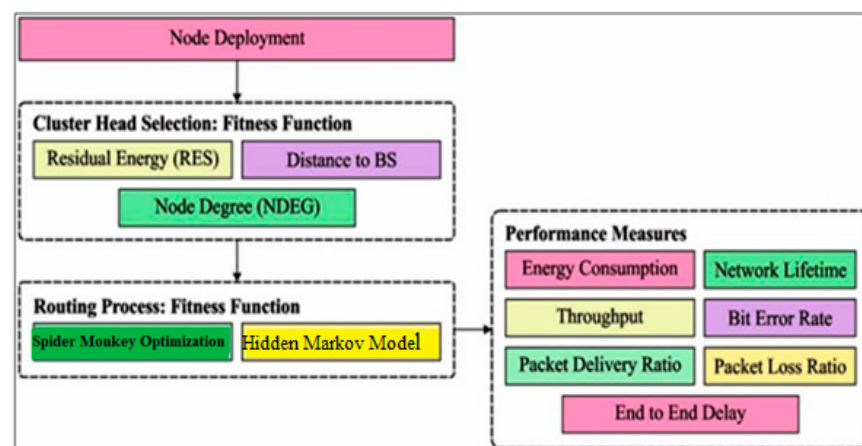 Node Deployment
Cluster Head Selection: Fitness Function
Residual Energy (RES)
Distance to BS
Node Degree (NDEG)
Routing Process: Fitness Function
Spider Monkey Optimization
Hidden Markov Model
Performance Measures
Energy Consumption
Network Lifetime
Throughput
Bit Error Rate
Packet Delivery Ratio
Packet Loss Ratio
End to End Delay